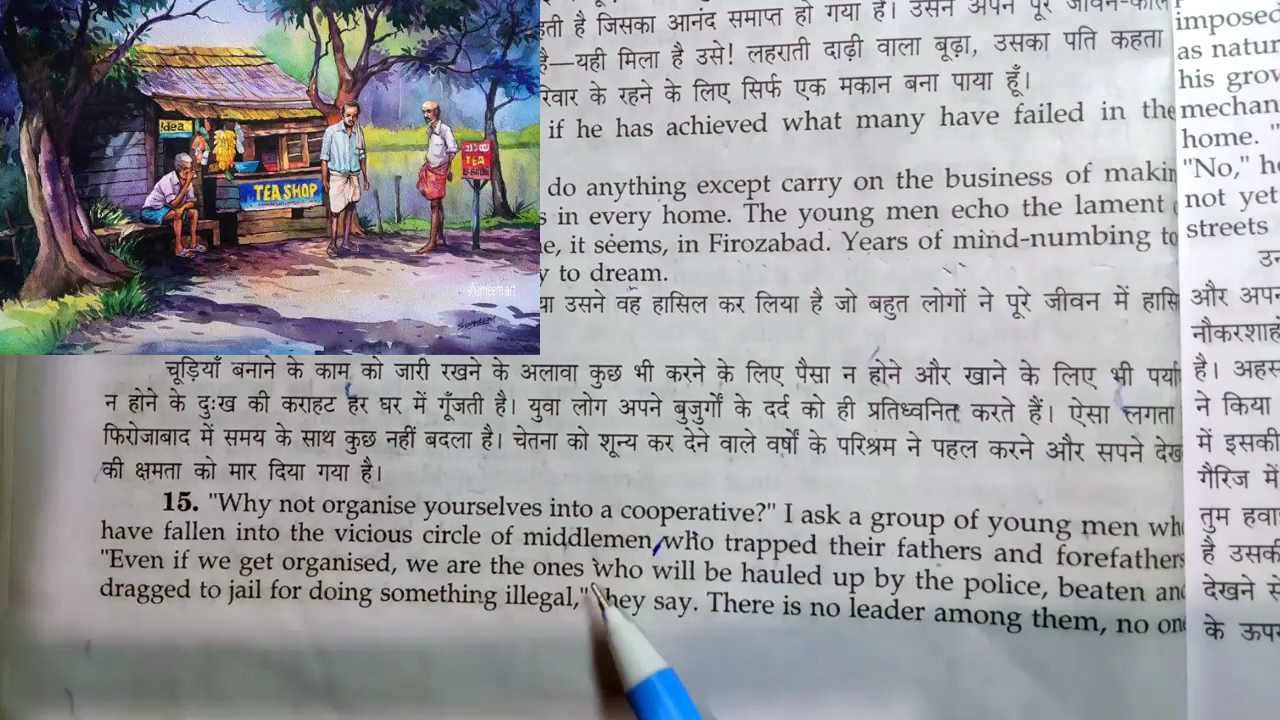 !dea
TEA SHOP
ചായ
TEA
shameem.art
हती है जिसका आनंद समाप्त हो गया है। उसने अपने पूरे जीवन-काल
है—यही मिला है उसे! लहराती दाढ़ी वाला बूढ़ा, उसका पति कहता
रिवार के रहने के लिए सिर्फ एक मकान बना पाया हूँ।
if he has achieved what many have failed in the
do anything except carry on the business of makin
s in every home. The young men echo the lament
e, it seems, in Firozabad. Years of mind-numbing to
y to dream.
या उसने वह हासिल कर लिया है जो बहुत लोगों ने पूरे जीवन में हासि
चूड़ियाँ बनाने के काम को जारी रखने के अलावा कुछ भी करने के लिए पैसा न होने और खाने के लिए भी पर्या
न होने के दुःख की कराहट हर घर में गूँजती है। युवा लोग अपने बुजुर्गों के दर्द को ही प्रतिध्वनित करते हैं। ऐसा लगता
फिरोजाबाद में समय के साथ कुछ नहीं बदला है। चेतना को शून्य कर देने वाले वर्षों के परिश्रम ने पहल करने और सपने देख
की क्षमता को मार दिया गया है।
15. "Why not organise yourselves into a cooperative?" I ask a group of young men wh
have fallen into the vicious circle of middlemen who trapped their fathers and forefathers
"Even if we get organised, we are the ones who will be hauled up by the police, beaten and
dragged to jail for doing something illegal," they say. There is no leader among them, no one
imposed
as natur
his grow
mechan
home. "
"No," he
not yet
streets
उन
और अपन
नौकरशाह
है। अहस
ने किया
में इसकी
गैरिज में
तुम हवा
है उसकी
देखने से
के ऊपर